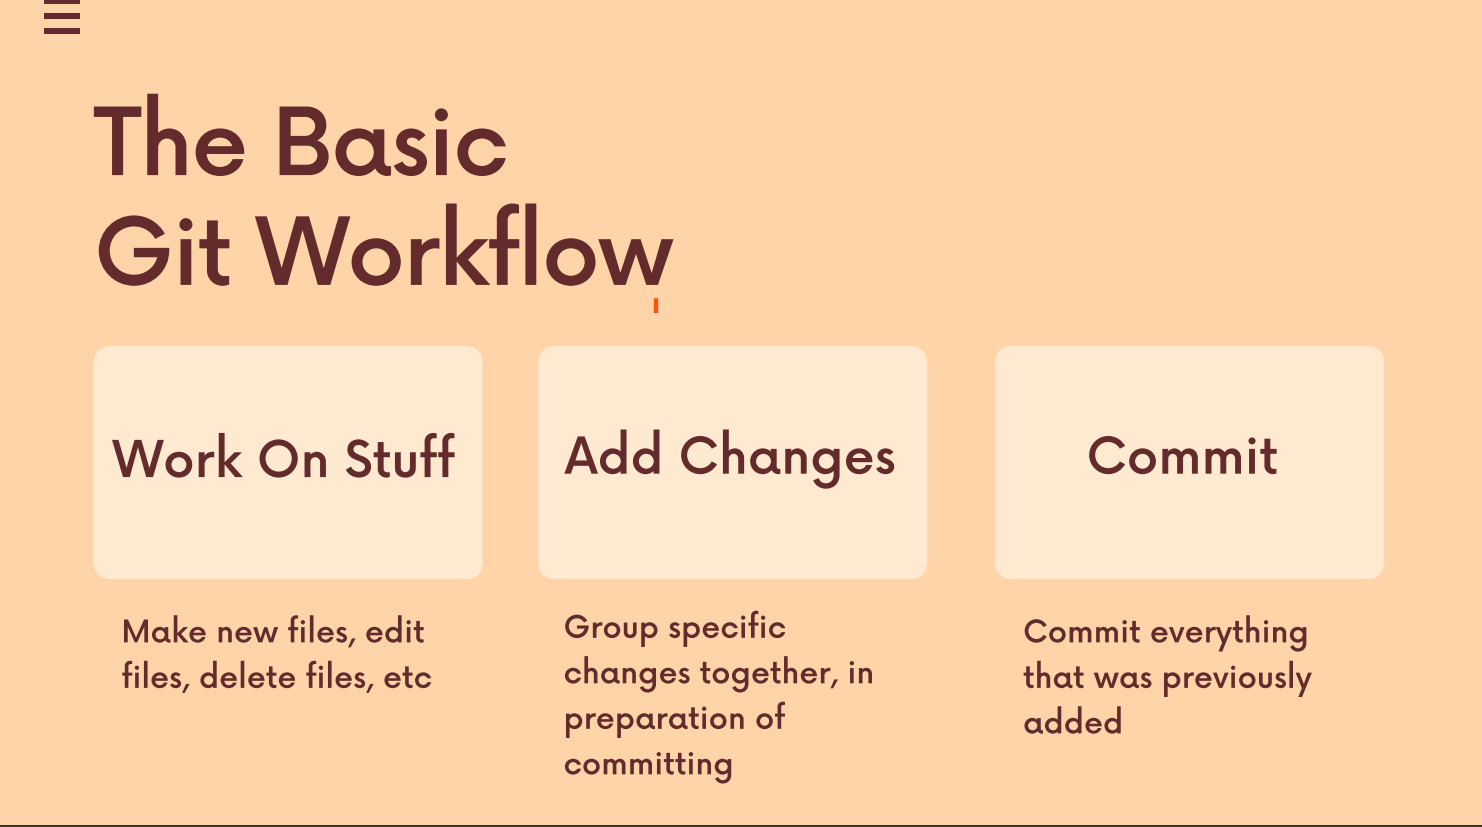 The Basic
Git Workflow
Work On Stuff
Add Changes
Commit
Make new files, edit
files, delete files, etc
Group specific
changes together, in
preparation of
committing
Commit everything
that was previously
added